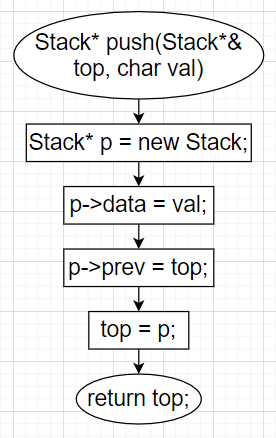 Stack* push(Stack*&
top, char val)
Stack* p = new Stack;
p->data = val;
p->prev = top;
top = p;
return top;